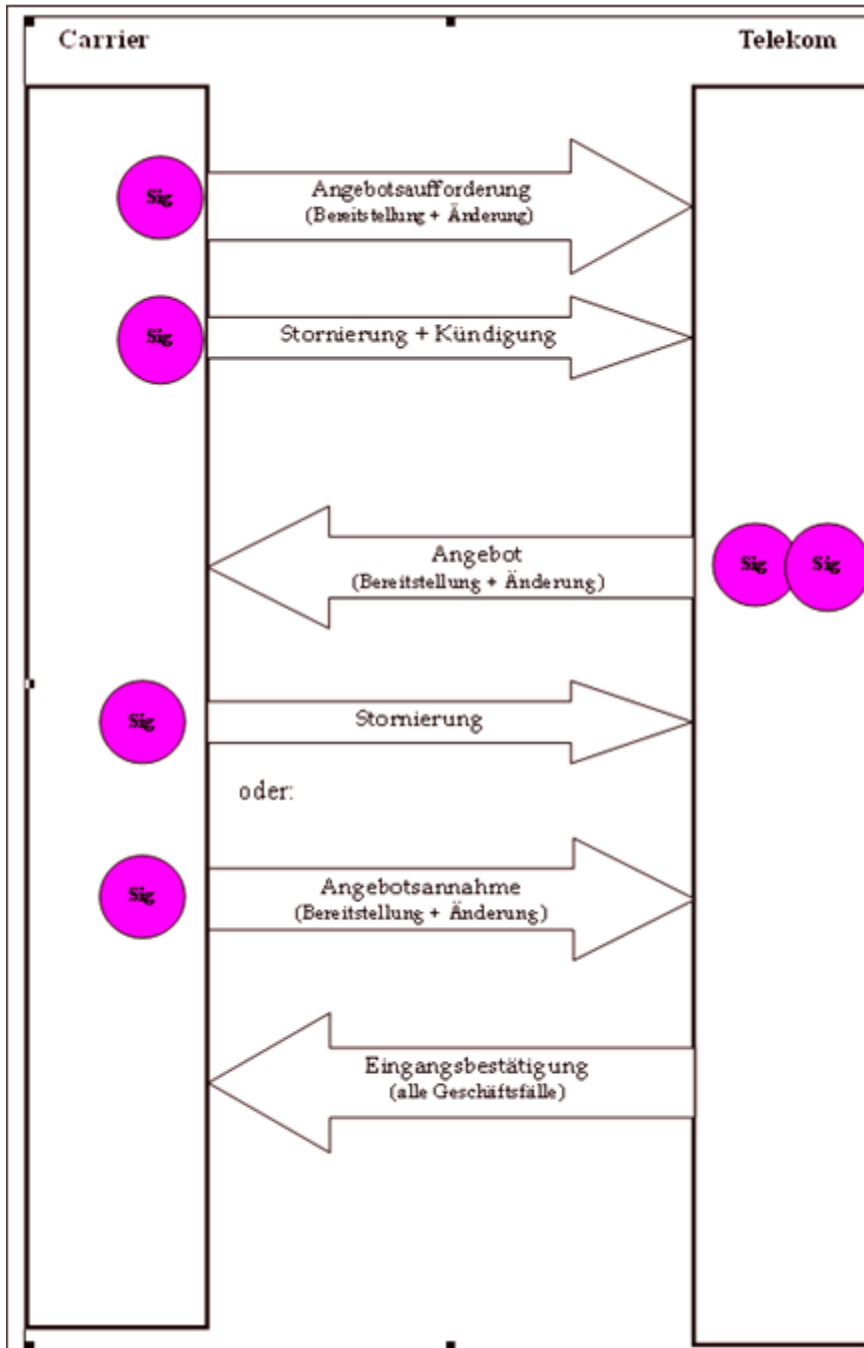 Carrier
Telekom
Sig
Angebotsaufforderung
(Bereitstellung + Änderung)
Sig
Stornierung + Kündigung
Angebot
(Bereitstellung + Änderung)
Sig
Sig
Sig
Stornierung
oder:
Sig
Angebotsannahme
(Bereitstellung + Änderung)
Eingangsbestätigung
(alle Geschäftsfälle)